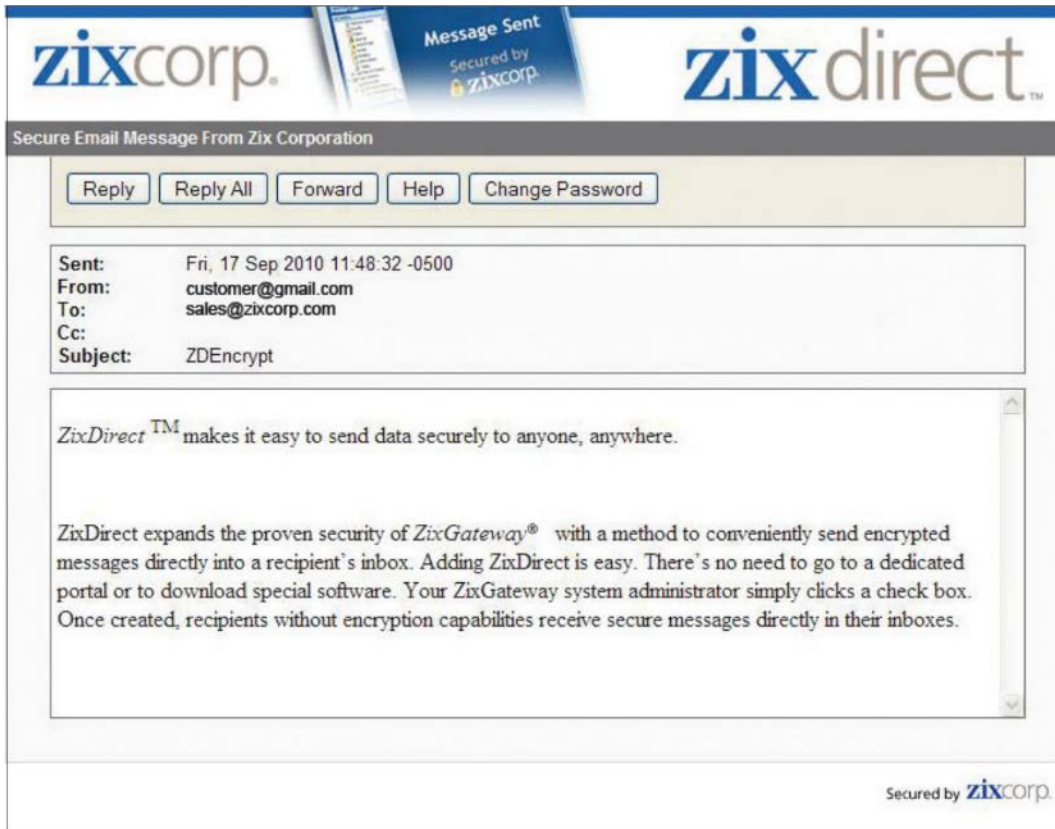 zixcorp.
Message Sent
Secured by
zixcorp.
zixdirect™
Secure Email Message From Zix Corporation
Reply Reply All Forward Help Change Password
Sent: Fri, 17 Sep 2010 11:48:32 -0500
From: customer@gmail.com
To: sales@zixcorp.com
Cc:
Subject: ZDEncrypt
ZixDirect TM makes it easy to send data securely to anyone, anywhere.
ZixDirect expands the proven security of ZixGateway® with a method to conveniently send encrypted
messages directly into a recipient's inbox. Adding ZixDirect is easy. There's no need to go to a dedicated
portal or to download special software. Your ZixGateway system administrator simply clicks a check box.
Once created, recipients without encryption capabilities receive secure messages directly in their inboxes.
Secured by zixcorp.